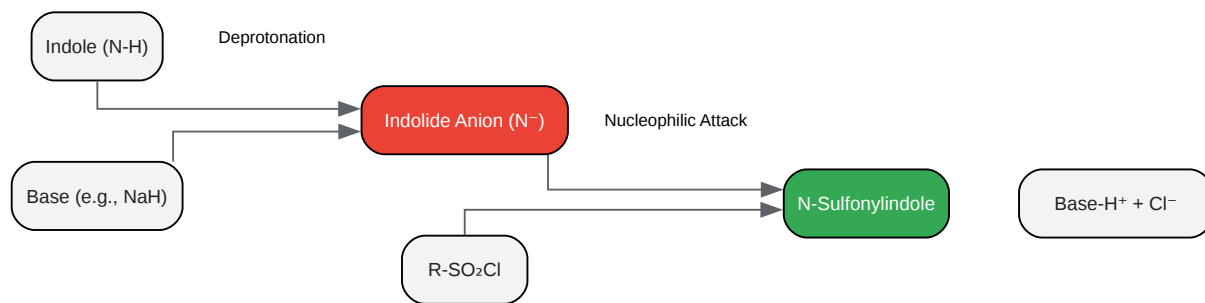 Indole (N-H)
Deprotonation
Indolide Anion (N⁻)
Nucleophilic Attack
Base (e.g., NaH)
N-Sulfonylindole
Base-H⁺ + Cl⁻
R-SO₂Cl